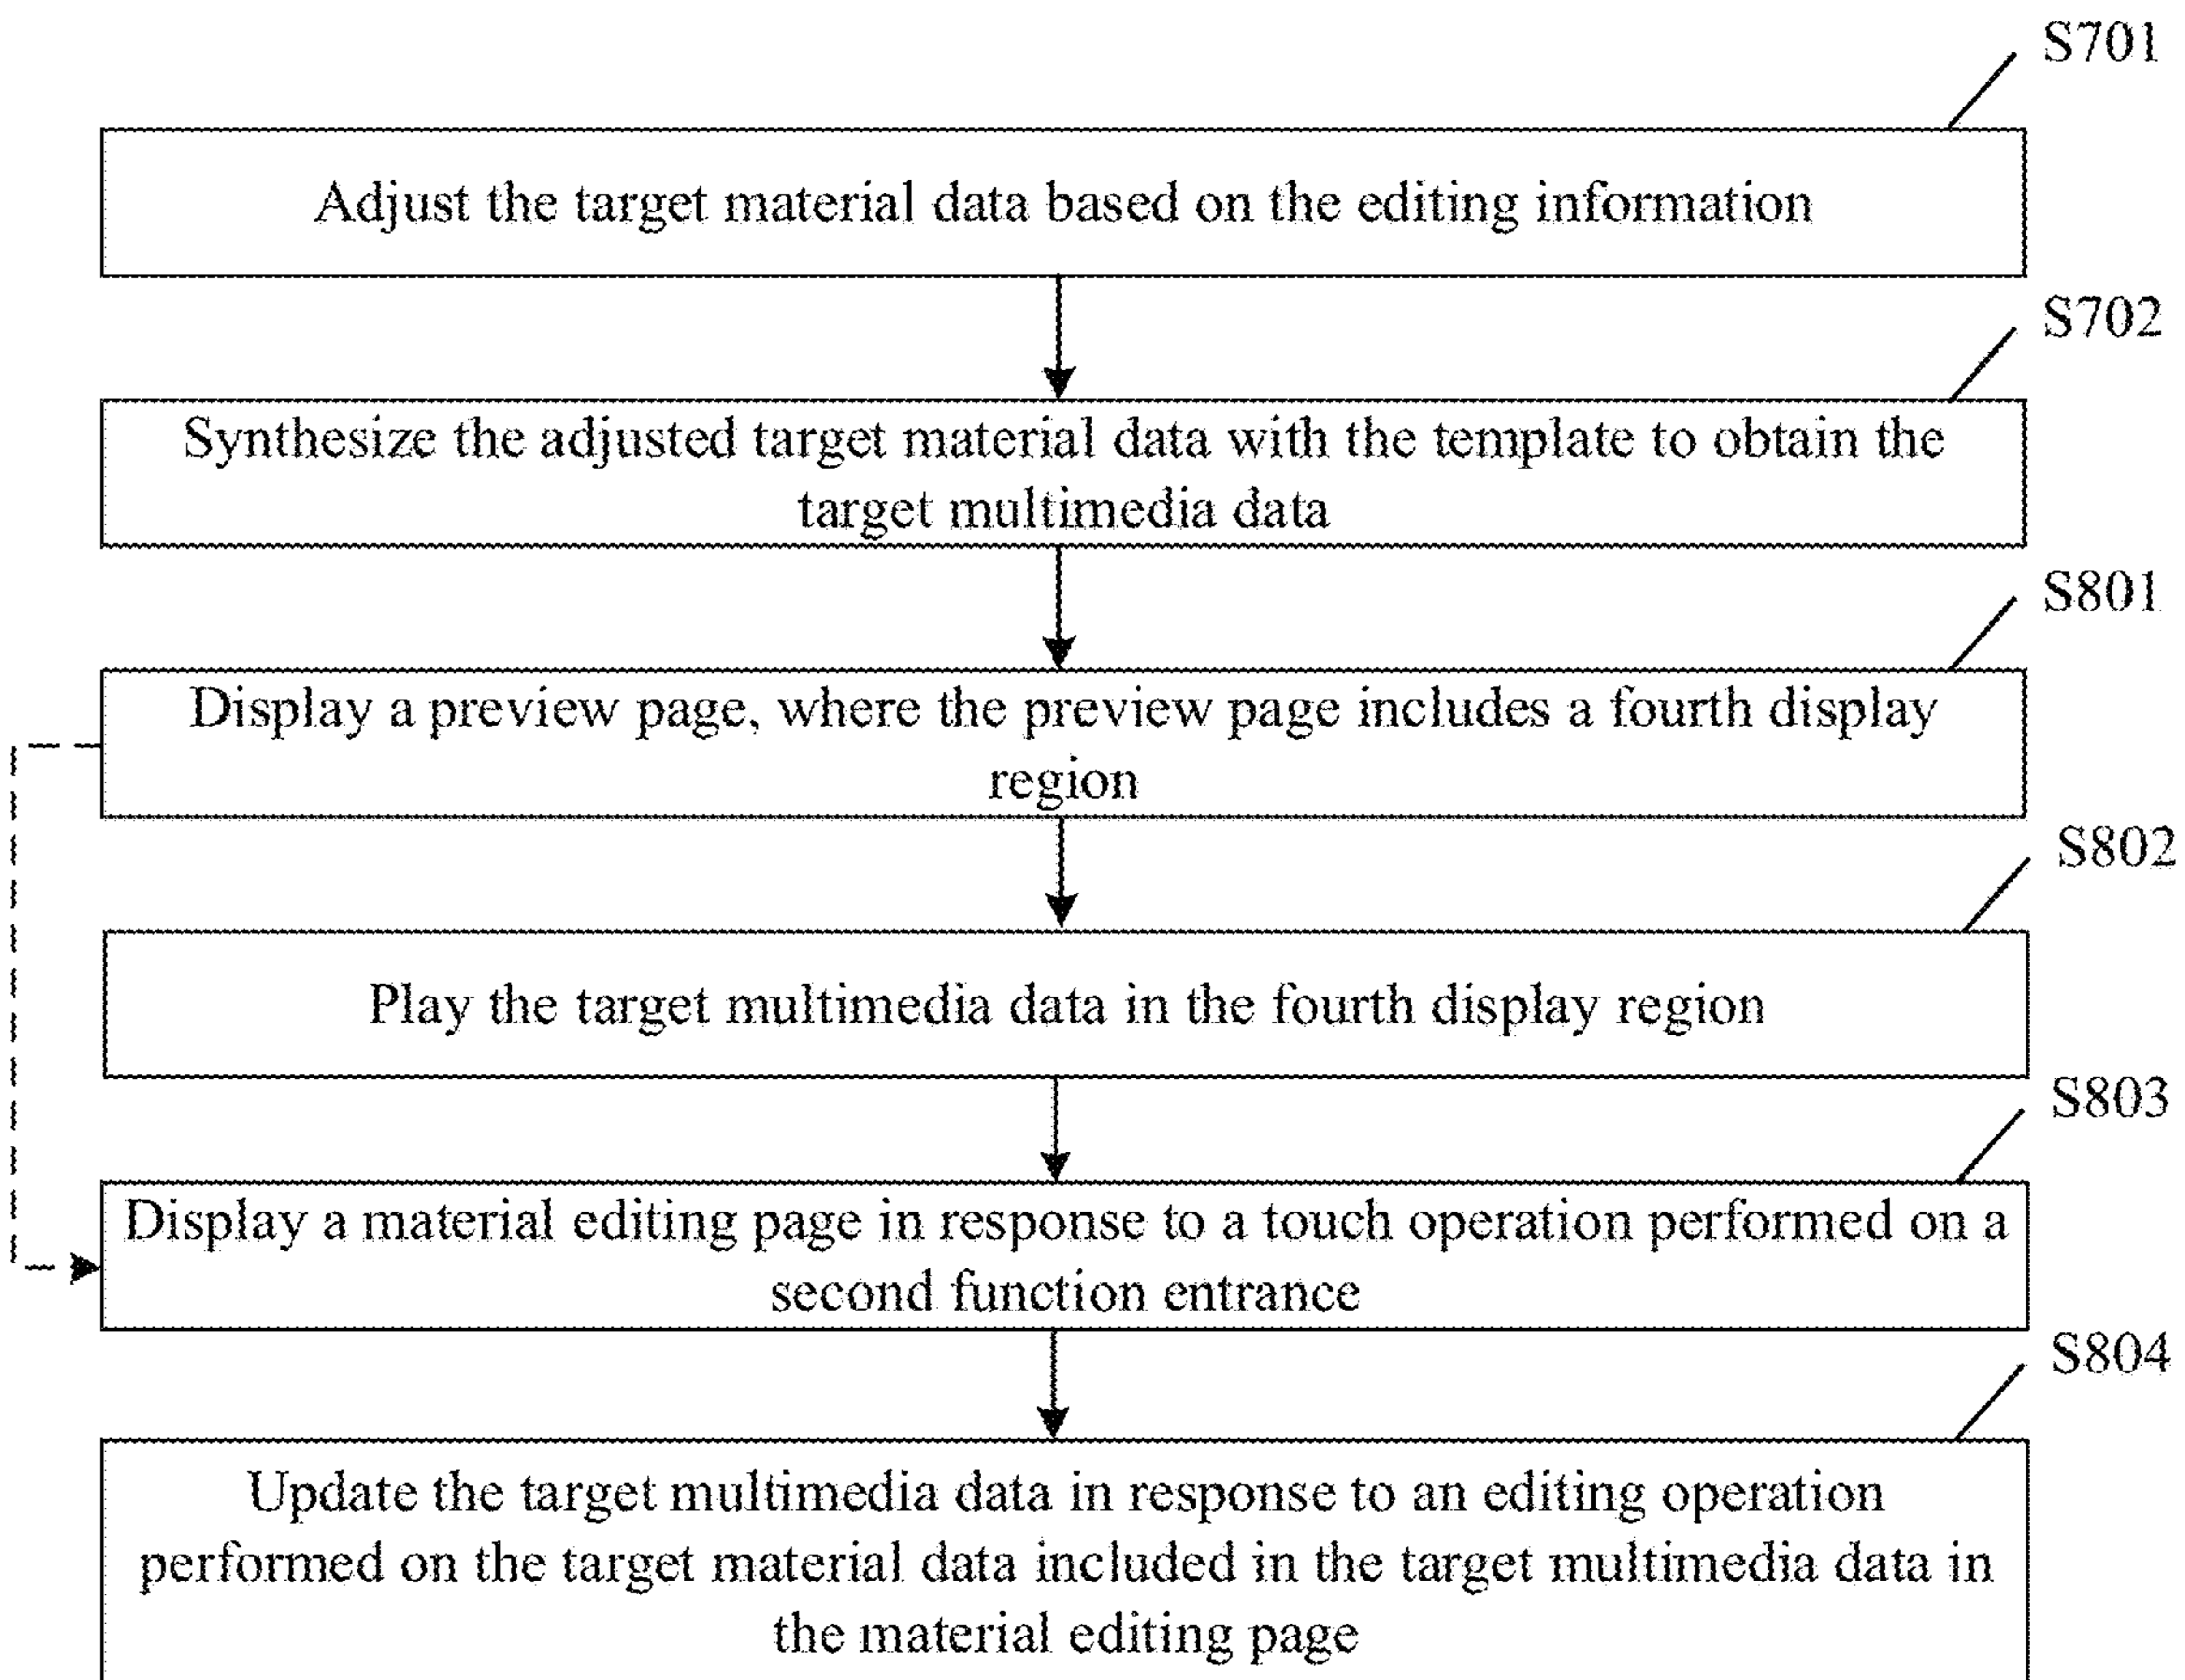 S701
Adjust the target material data based on the editing information
S702
Synthesize the adjusted target material data with the template to obtain the
target multimedia data
S801
Display a preview page, where the preview page includes a fourth display
region
S802
Play the target multimedia data in the fourth display region
S803
Display a material editing page in response to a touch operation performed on a
second function entrance
S804
Update the target multimedia data in response to an editing operation
performed on the target material data included in the target multimedia data in
the material editing page